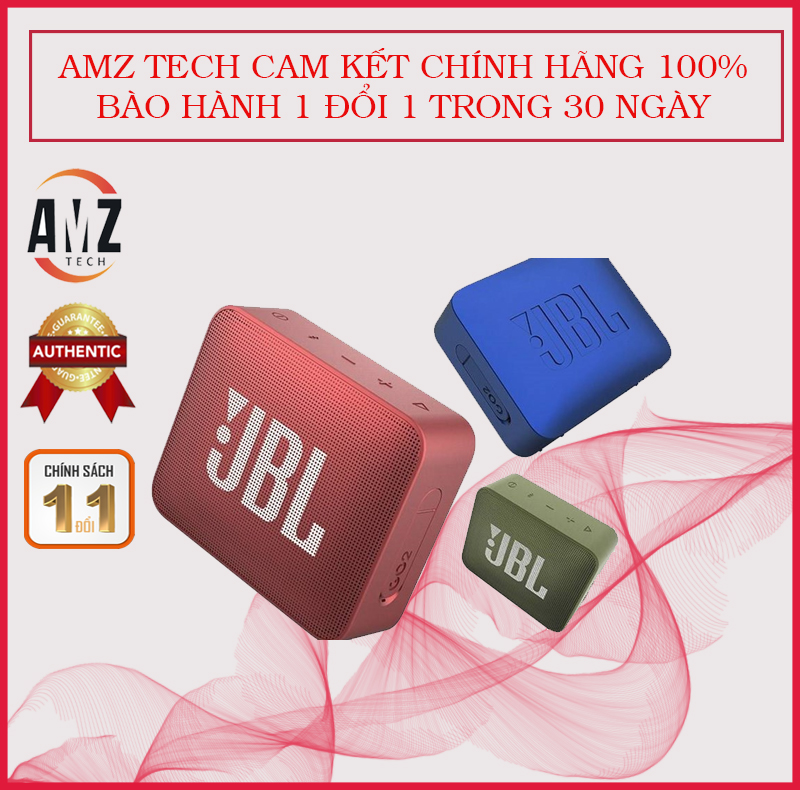 AMZ TECH CAM KẾT CHÍNH HÃNG 100%
BÀO HÀNH 1 ĐỔI 1 TRONG 30 NGÀY
AMZ
TECH
GUARANTEE
AUTHENTIC
CHÍNH SÁCH
1 1
ĐỔI
JBL
GO2
JBL
GO2
JBL